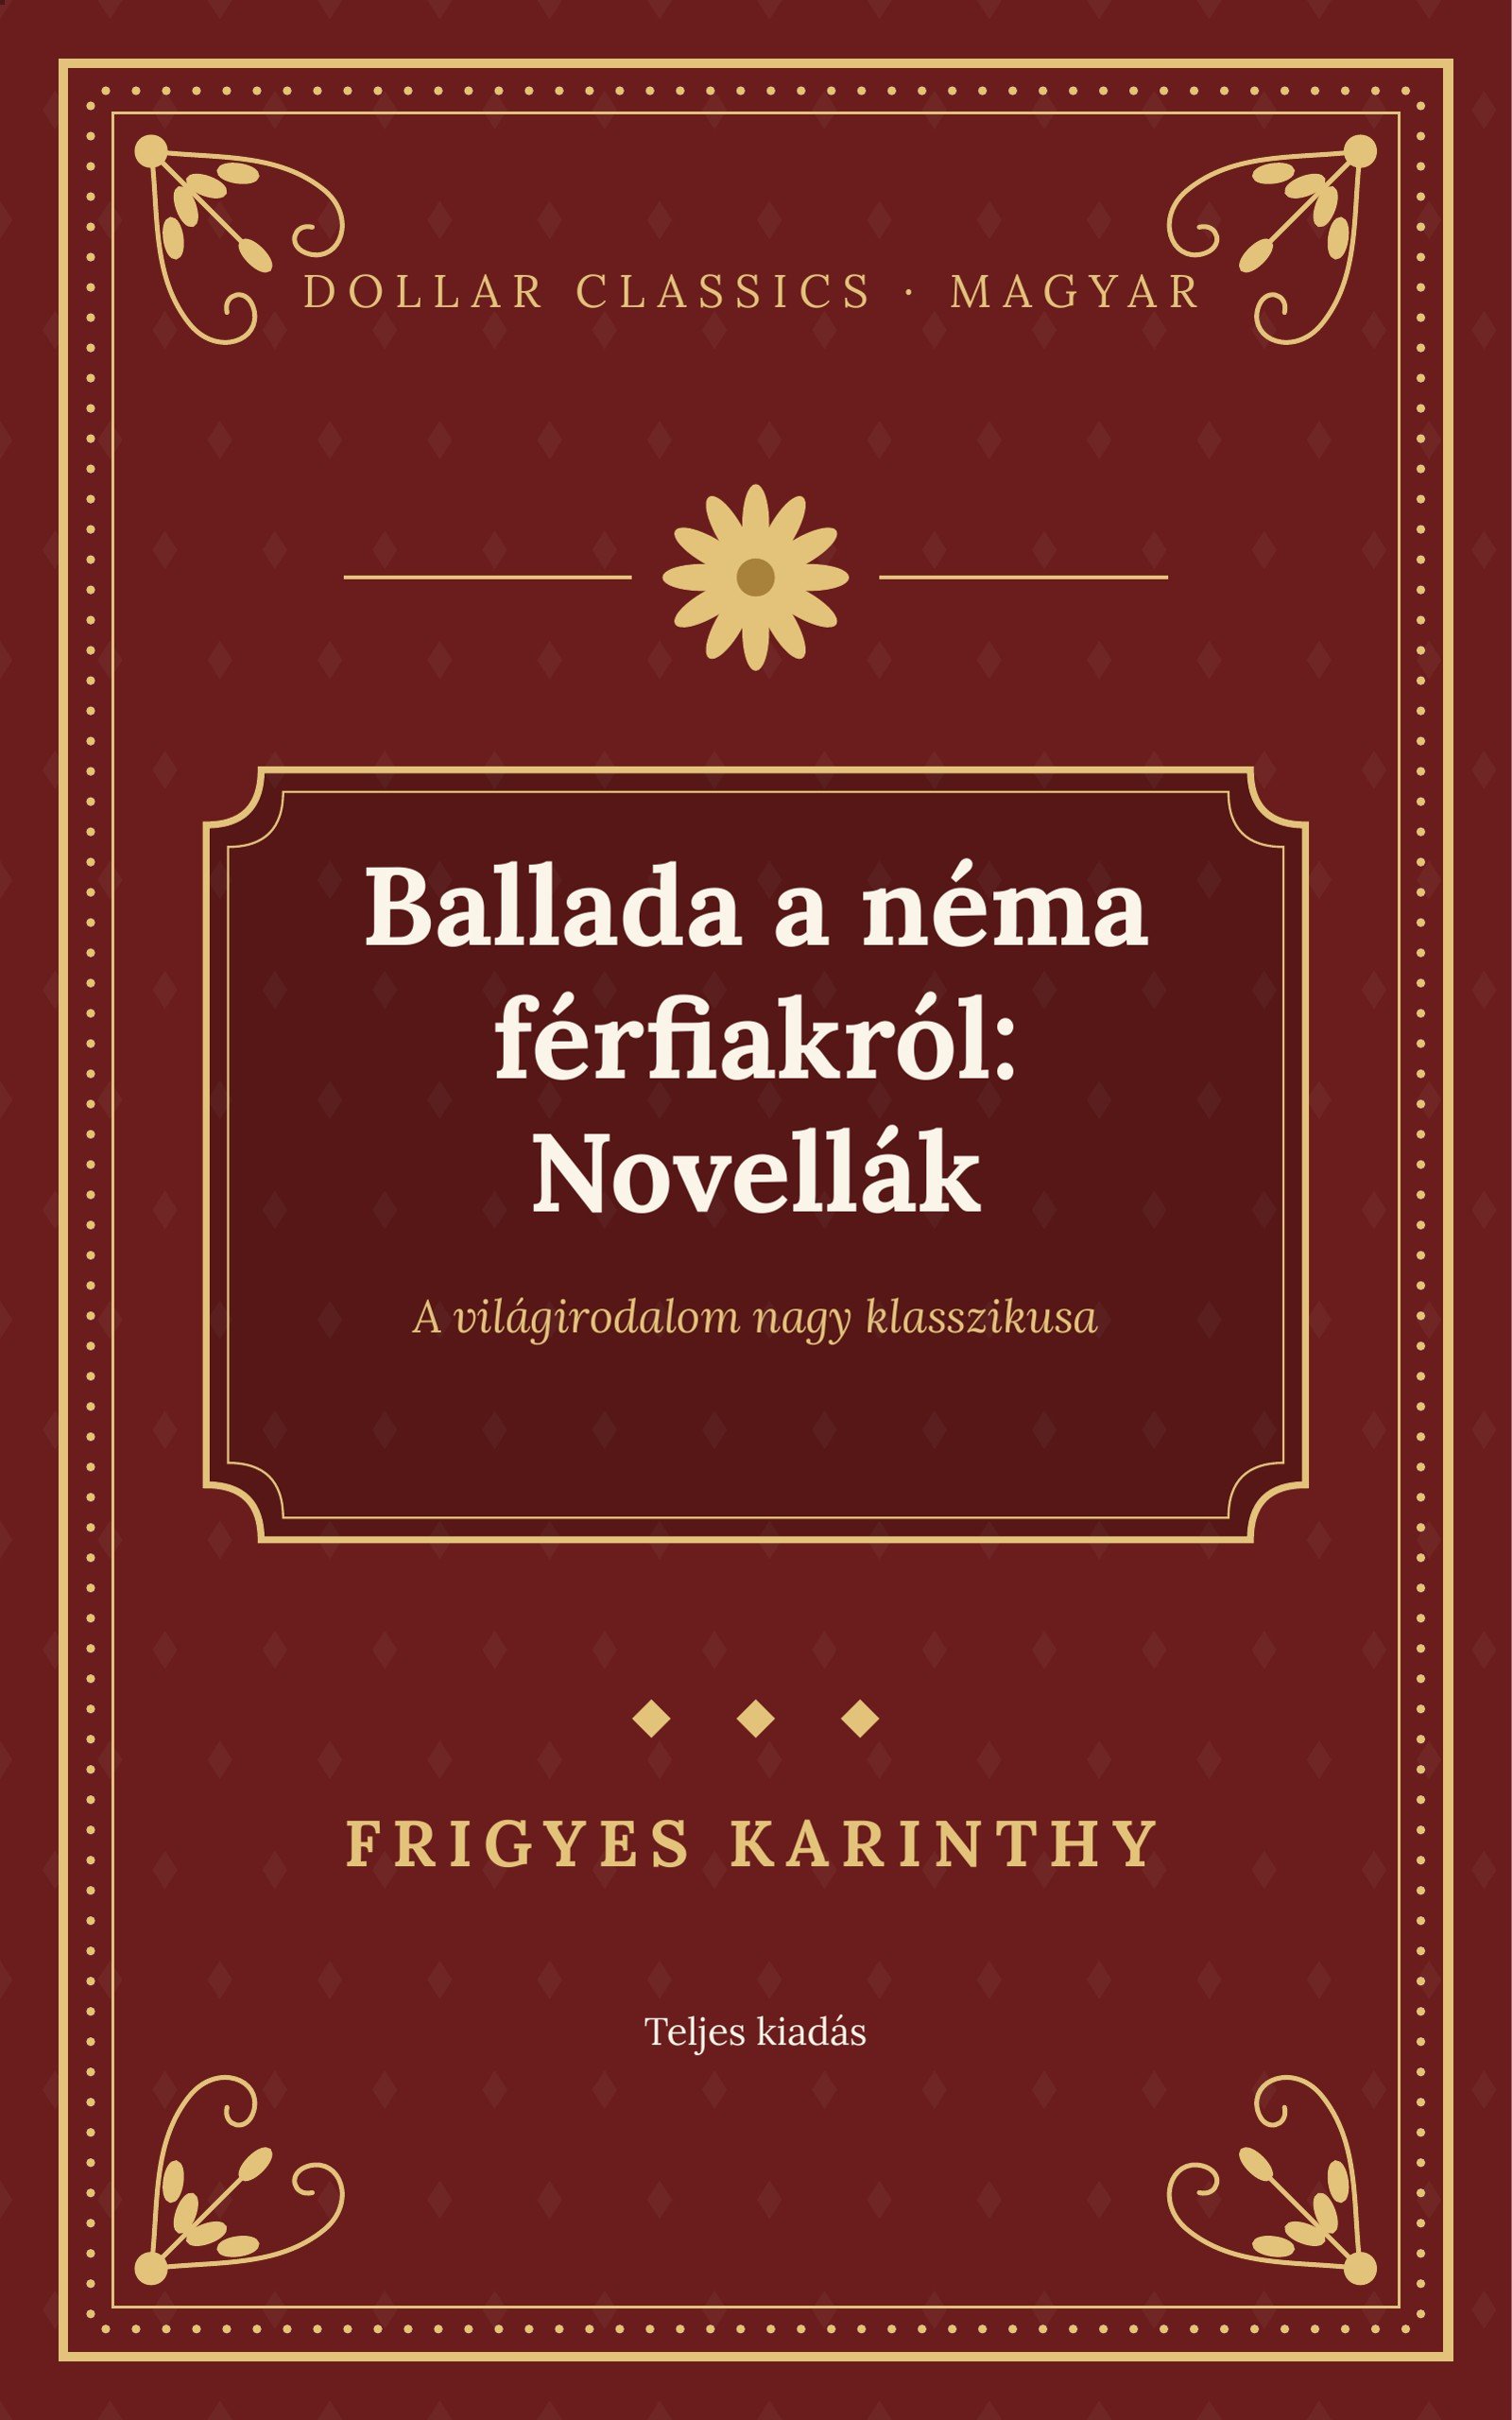 DOLLAR CLASSICS · MAGYAR
Ballada a néma
férfiakról:
Novellák
A világirodalom nagy klasszikusa
FRIGYES KARINTHY
Teljes kiadás